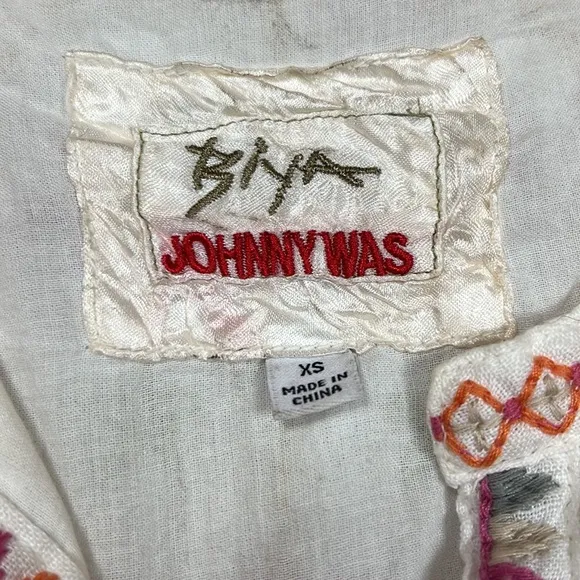 Biya
JOHNNY WAS
XS
MADE IN
CHINA